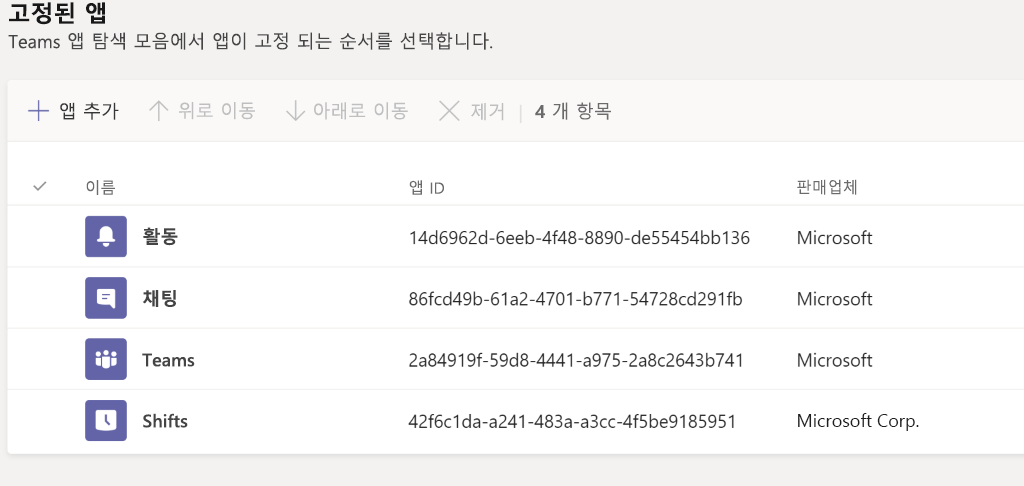 고정된 앱
Teams 앱 탐색 모음에서 앱이 고정 되는 순서를 선택합니다.
앱 추가 위로 이동 아래로 이동 제거 | 4 개 항목
이름 앱 ID 판매업체
활동 14d6962d-6eeb-4f48-8890-de55454bb136 Microsoft
채팅 86fcd49b-61a2-4701-b771-54728cd291fb Microsoft
Teams 2a84919f-59d8-4441-a975-2a8c2643b741 Microsoft
Shifts 42f6c1da-a241-483a-a3cc-4f5be9185951 Microsoft Corp.